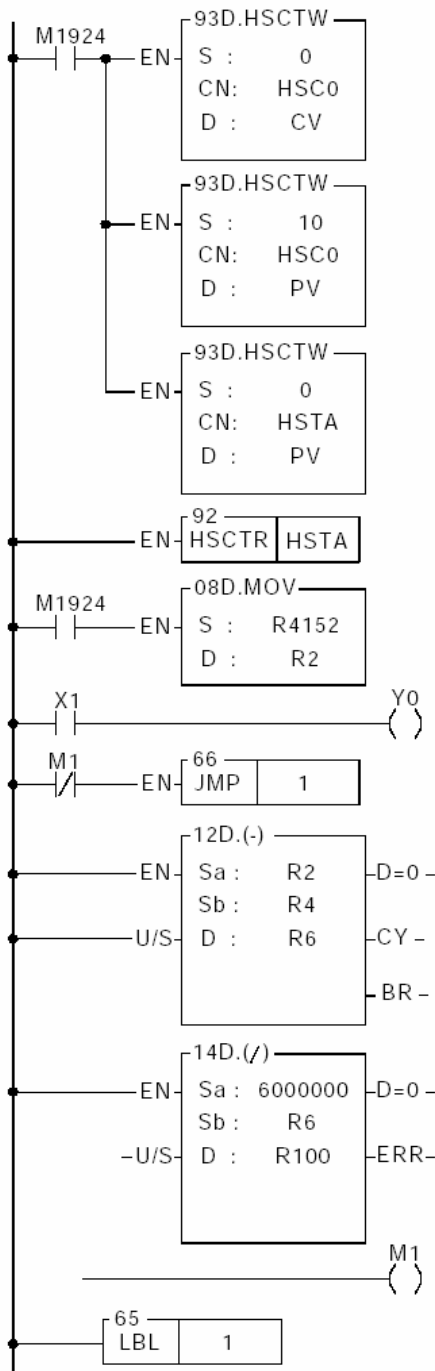 M1924
93D.HSCTW
EN S : 0
CN: HSC0
D : CV
93D.HSCTW
EN S : 10
CN: HSC0
D : PV
93D.HSCTW
EN S : 0
CN: HSTA
D : PV
92
EN HSCTR HSTA
M1924
08D.MOV
EN S : R4152
D : R2
X1 Y0
M1
66
EN JMP 1
12D.(-)
EN Sa : R2 D=0
Sb : R4
U/S D : R6 CY
BR
14D.(/)
EN Sa : 6000000 D=0
Sb : R6
U/S D : R100 ERR
M1
65
LBL 1